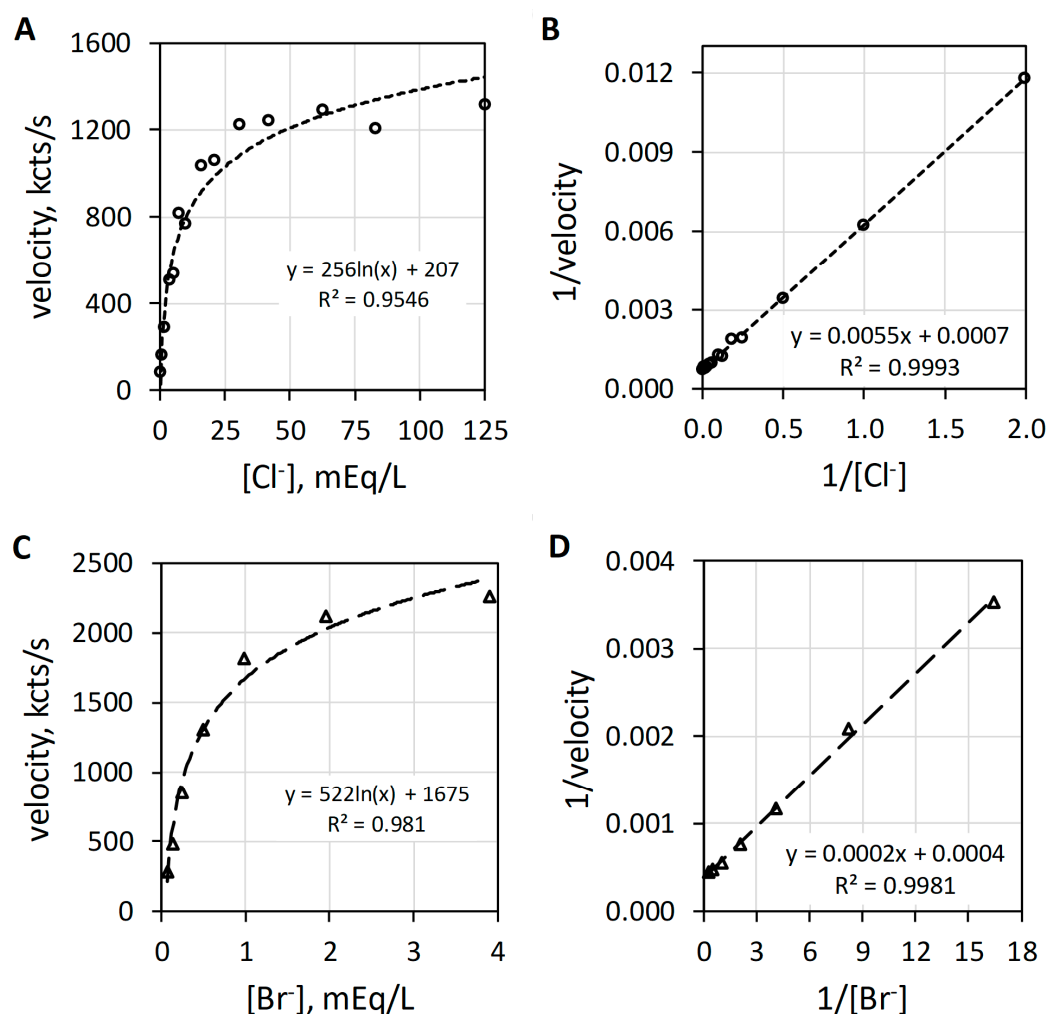 A
1600
1200
800
400
0
velocity, kcts/s
y = 256ln(x) + 207
R² = 0.9546
0 25 50 75 100 125
[Cl⁻], mEq/L
B
0.012
0.009
0.006
0.003
0.000
1/velocity
y = 0.0055x + 0.0007
R² = 0.9993
0.0 0.5 1.0 1.5 2.0
1/[Cl⁻]
C
2500
2000
1500
1000
500
0
velocity, kcts/s
y = 522ln(x) + 1675
R² = 0.981
0 1 2 3 4
[Br⁻], mEq/L
D
0.004
0.003
0.002
0.001
0.000
1/velocity
y = 0.0002x + 0.0004
R² = 0.9981
0 3 6 9 12 15 18
1/[Br⁻]